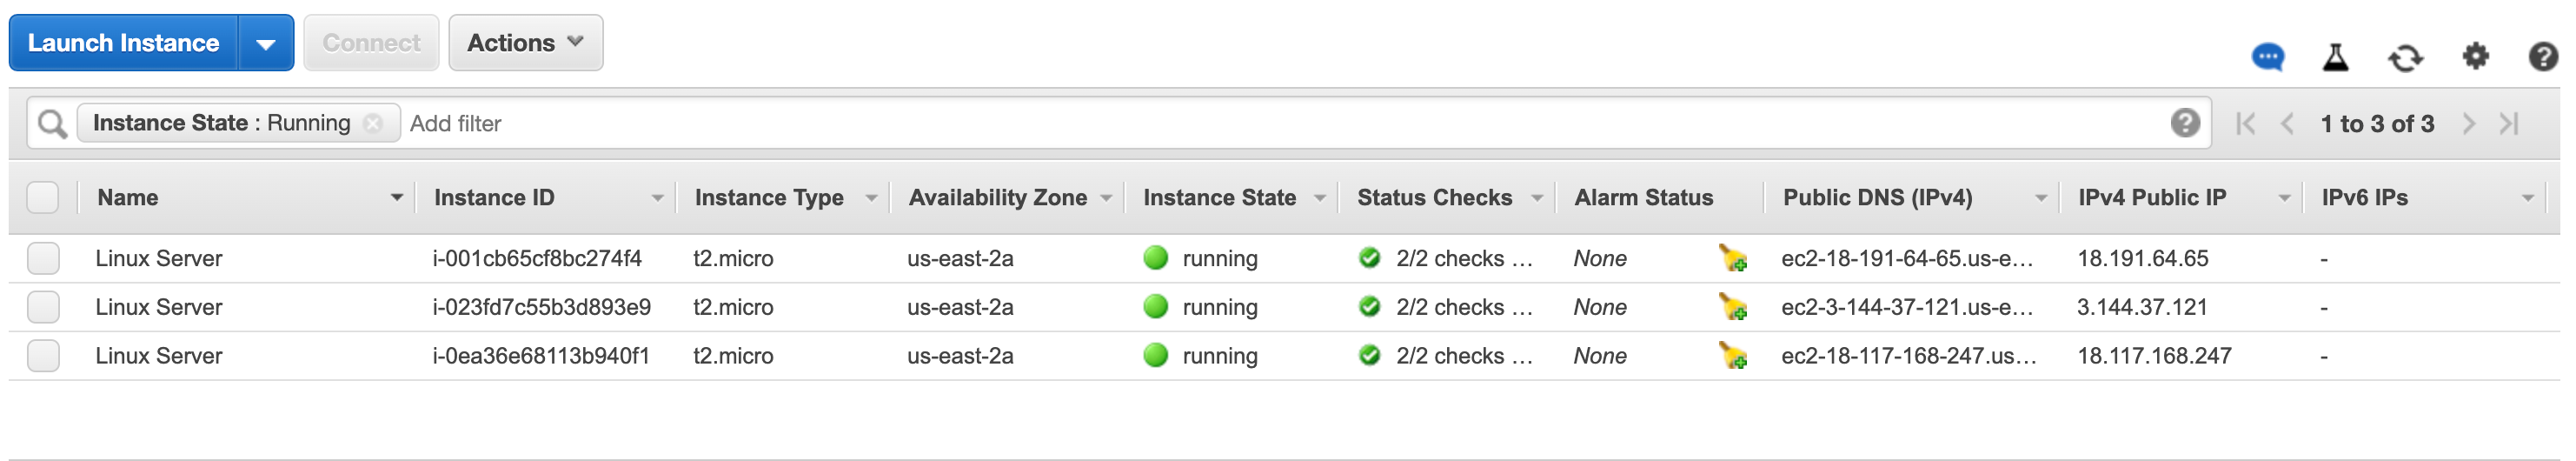 Launch Instance Connect Actions
Instance State : Running Add filter 1 to 3 of 3
Name Instance ID Instance Type Availability Zone Instance State Status Checks Alarm Status Public DNS (IPv4) IPv4 Public IP IPv6 IPs
Linux Server i-001cb65cf8bc274f4 t2.micro us-east-2a running 2/2 checks ... None ec2-18-191-64-65.us-e... 18.191.64.65 -
Linux Server i-023fd7c55b3d893e9 t2.micro us-east-2a running 2/2 checks ... None ec2-3-144-37-121.us-e... 3.144.37.121 -
Linux Server i-0ea36e68113b940f1 t2.micro us-east-2a running 2/2 checks ... None ec2-18-117-168-247.us... 18.117.168.247 -